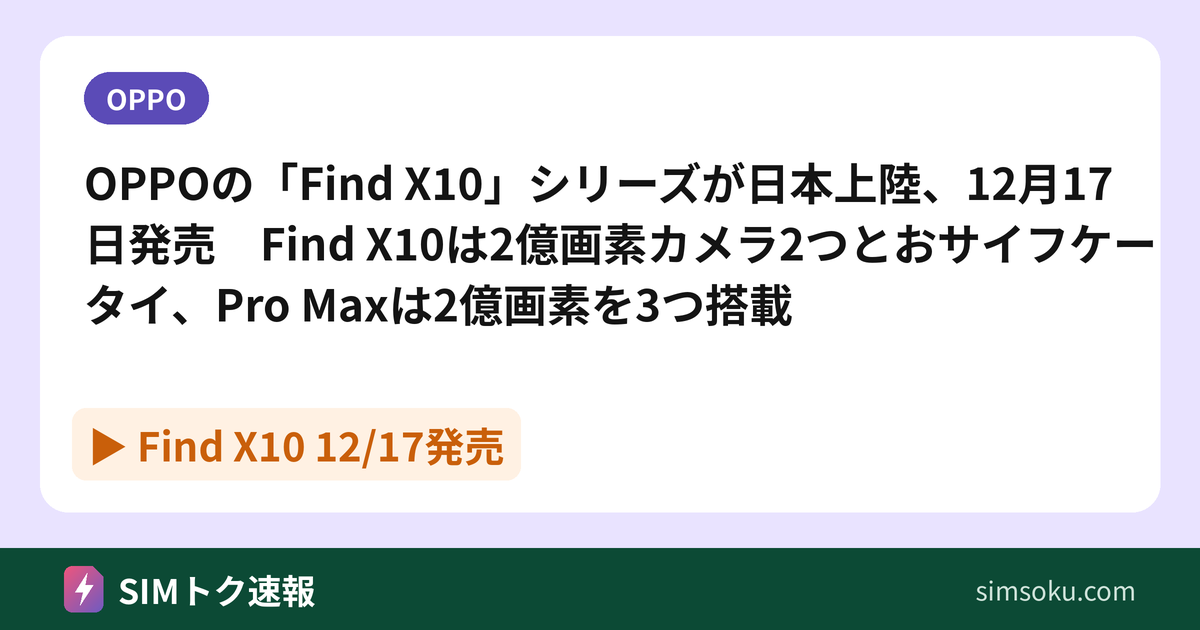 OPPO
OPPOの「Find X10」シリーズが日本上陸、12月17
日発売　Find X10は2億画素カメラ2つとおサイフケー
タイ、Pro Maxは2億画素を3つ搭載
▶ Find X10 12/17発売
SIMトク速報
simsoku.com